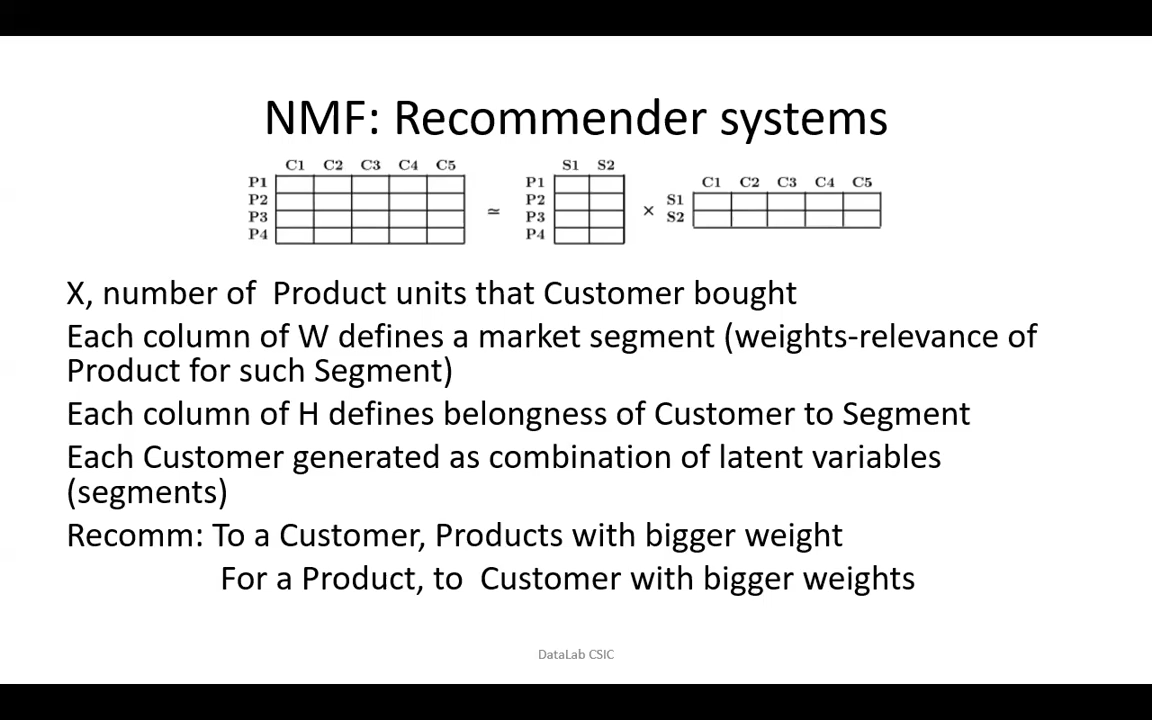 NMF: Recommender systems
C1 C2 C3 C4 C5
P1
P2
P3
P4
≃
S1 S2
P1
P2
P3
P4
×
C1 C2 C3 C4 C5
S1
S2
X, number of Product units that Customer bought
Each column of W defines a market segment (weights-relevance of
Product for such Segment)
Each column of H defines belongness of Customer to Segment
Each Customer generated as combination of latent variables
(segments)
Recomm: To a Customer, Products with bigger weight
For a Product, to Customer with bigger weights
DataLab CSIC